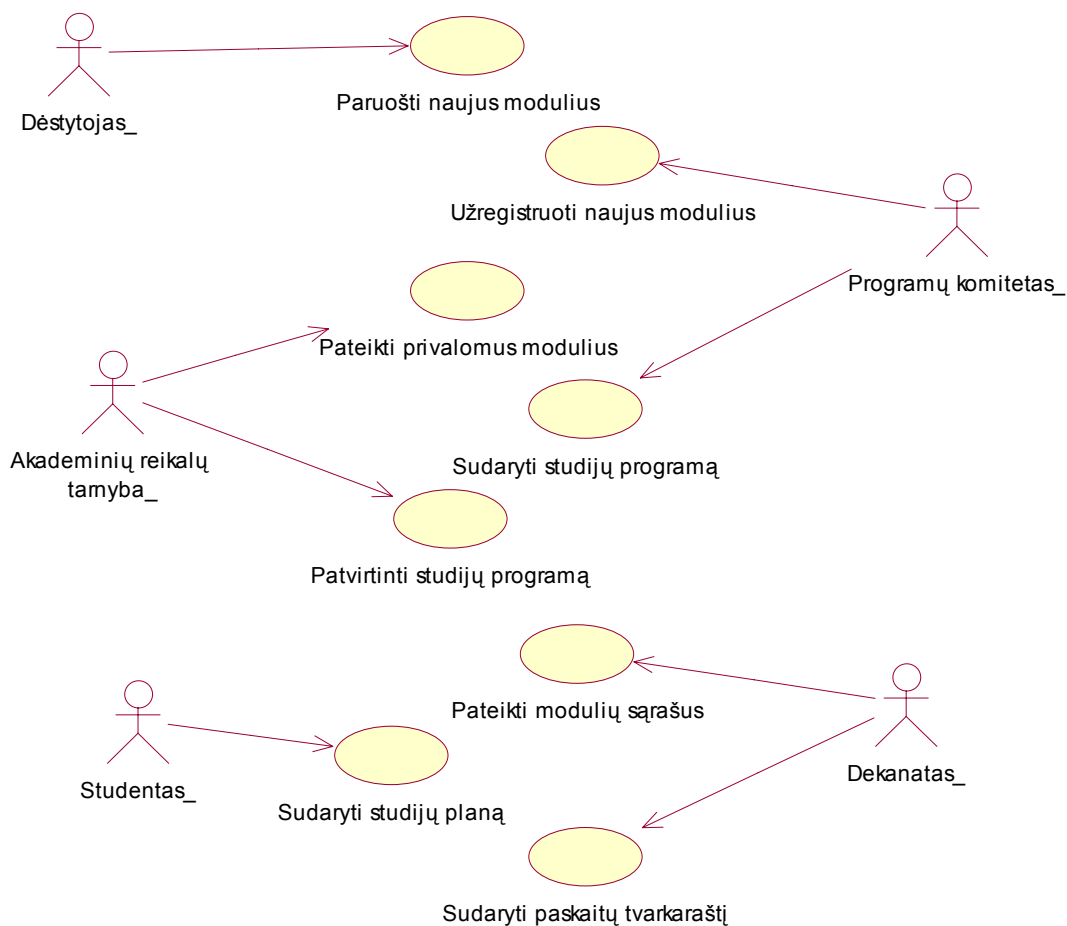 Paruošti naujus modulius
Dėstytojas_
Užregistruoti naujus modulius
Programų komitetas_
Pateikti privalomus modulius
Akademinių reikalų
tarnyba_
Sudaryti studijų programą
Patvirtinti studijų programą
Pateikti modulių sąrašus
Dekanatas_
Studentas_
Sudaryti studijų planą
Sudaryti paskaitų tvarkaraštį